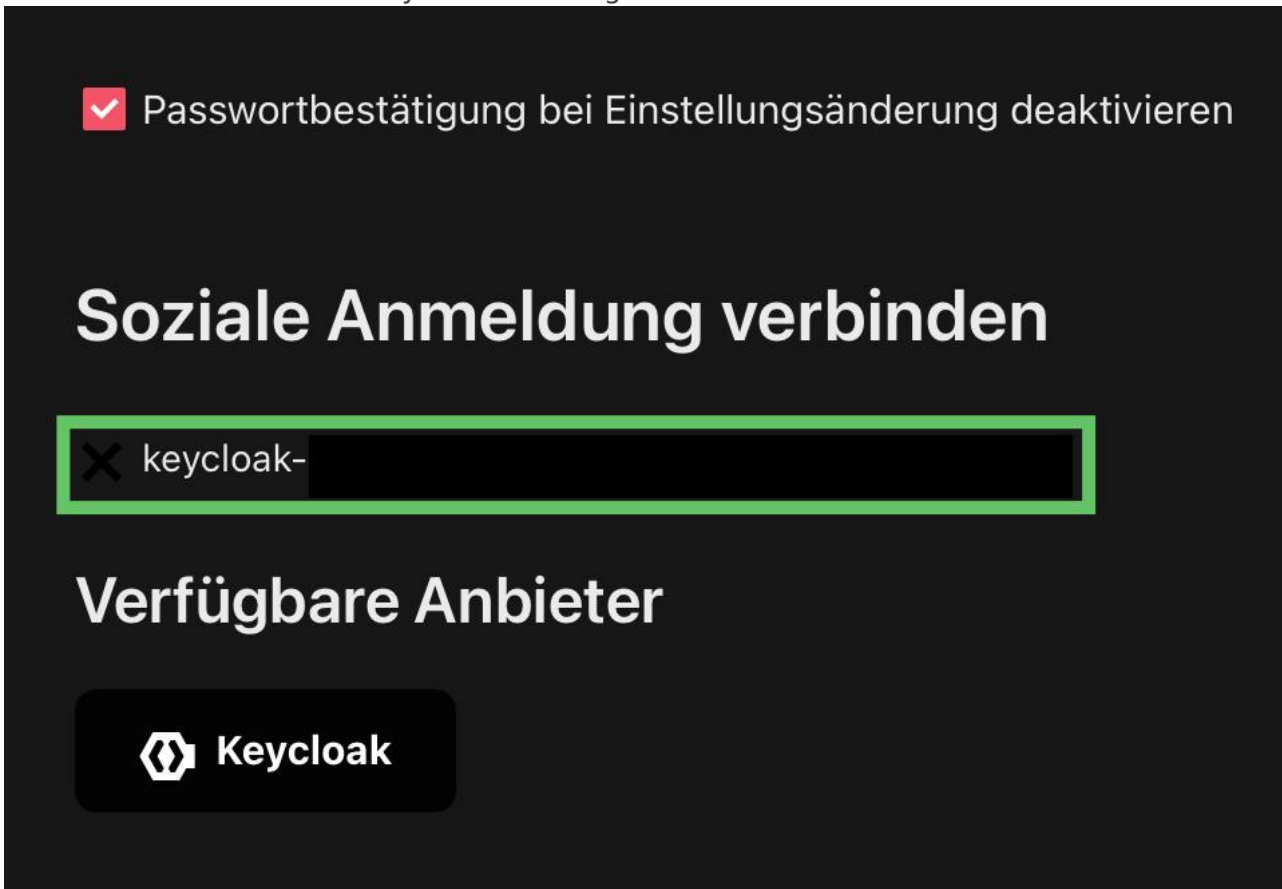 Passwortbestätigung bei Einstellungsänderung deaktivieren
Soziale Anmeldung verbinden
keycloak-
Verfügbare Anbieter
Keycloak